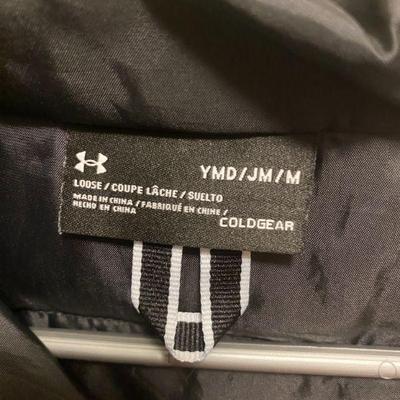 YMD/JM/M
LOOSE / COUPE LÂCHE / SUELTO
MADE IN CHINA / FABRIQUÉ EN CHINE /
HECHO EN CHINA
COLDGEAR